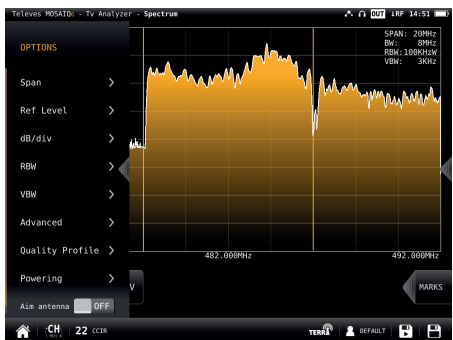 Televes MOSAIQ6 - Tv Analyzer - Spectrum
OUT RF 14:51
SPAN: 20MHz
BW: 8MHz
RBW: 100KHzW
VBW: 3KHz
OPTIONS
Span
Ref Level
dB/div
RBW
VBW
Advanced
Quality Profile
Powering
Aim antenna OFF
482.000MHz
492.000MHz
V
MARKS
CH
22 CCIR
TERR
DEFAULT